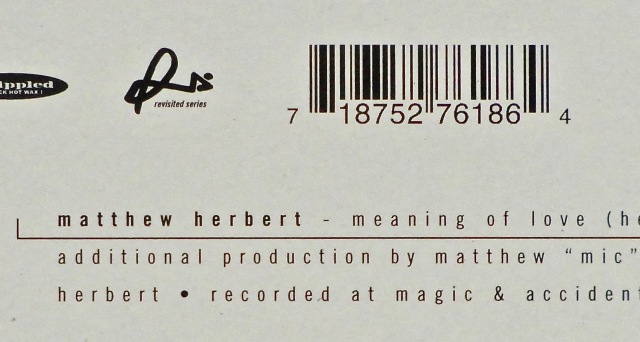 revisited series
7 18752 76186 4
matthew herbert - meaning of love (he
additional production by matthew "mic"
herbert • recorded at magic & accident